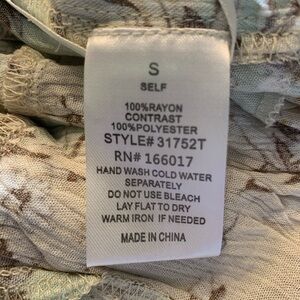 S
SELF
100%RAYON
CONTRAST
100%POLYESTER
STYLE# 31752T
RN# 166017
HAND WASH COLD WATER
SEPARATELY
DO NOT USE BLEACH
LAY FLAT TO DRY
WARM IRON IF NEEDED
MADE IN CHINA